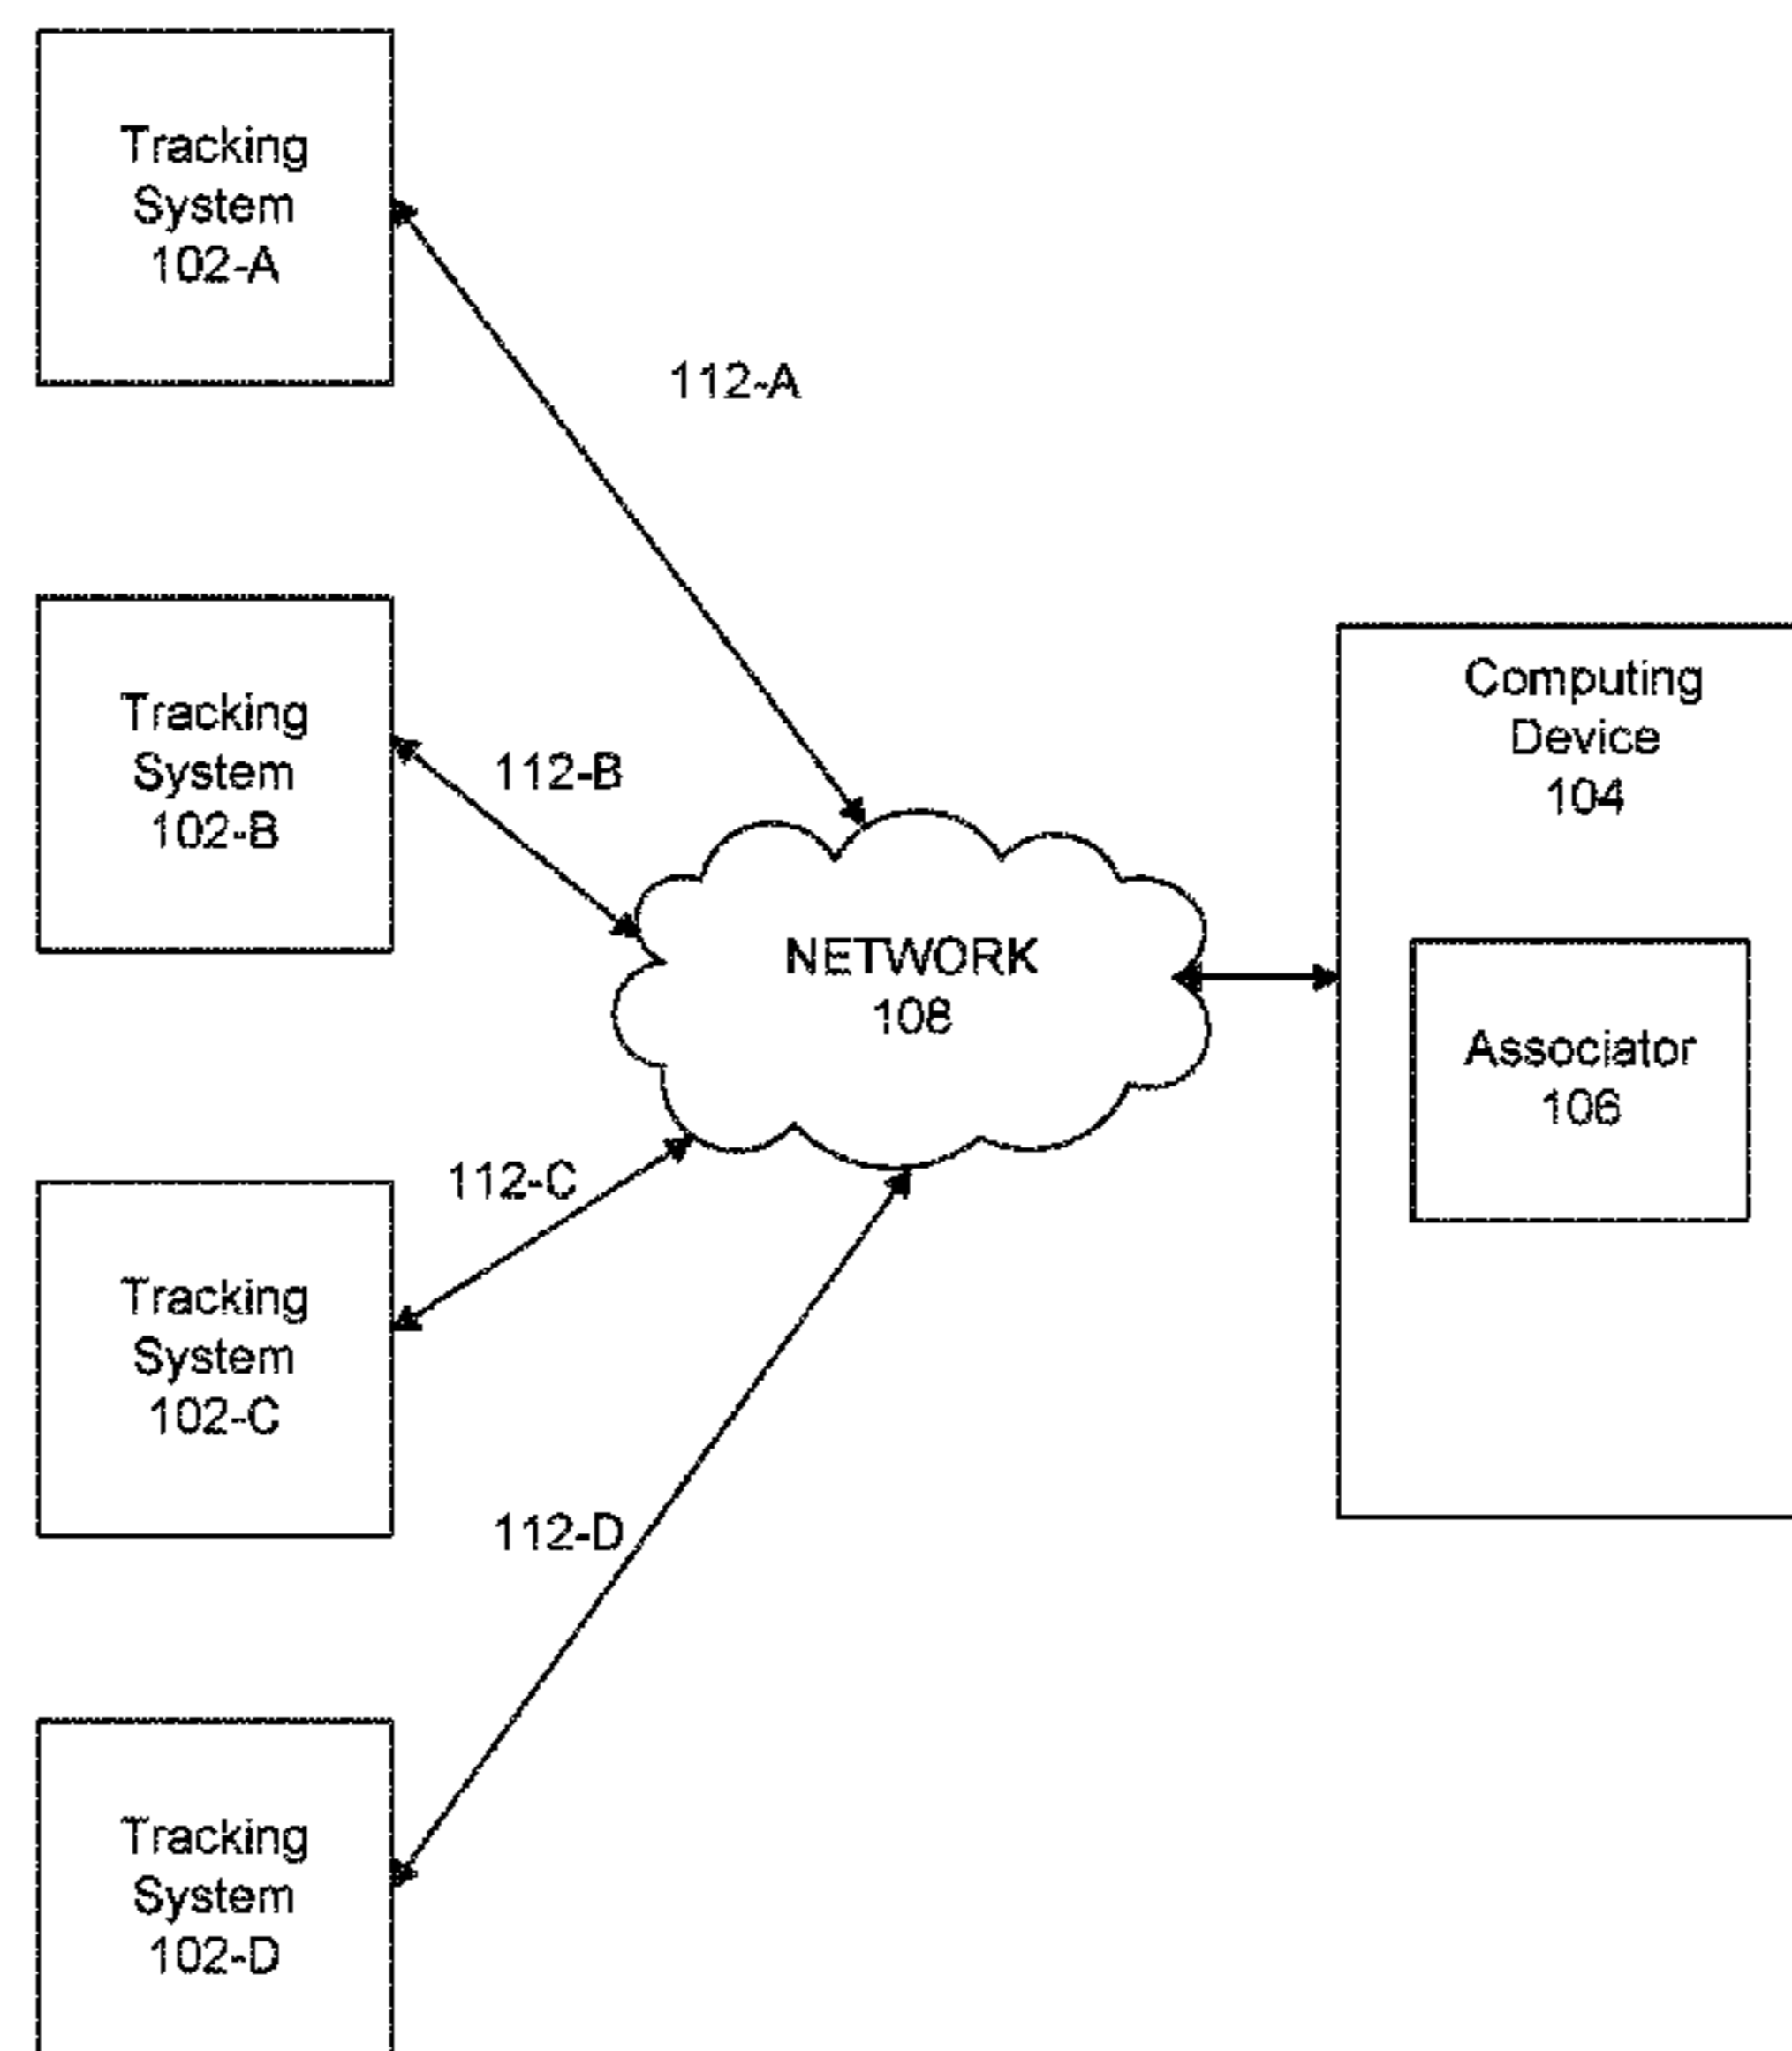 Tracking
System
102-A
112-A
Tracking
System
102-B
112-B
Computing
Device
104
NETWORK
108
Associator
106
112-C
Tracking
System
102-C
112-D
Tracking
System
102-D